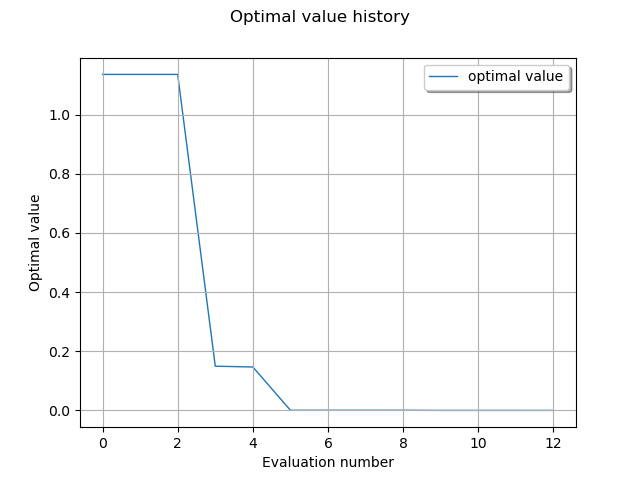 Optimal value history
optimal value
1.0
0.8
0.6
0.4
0.2
0.0
Optimal value
0 2 4 6 8 10 12
Evaluation number